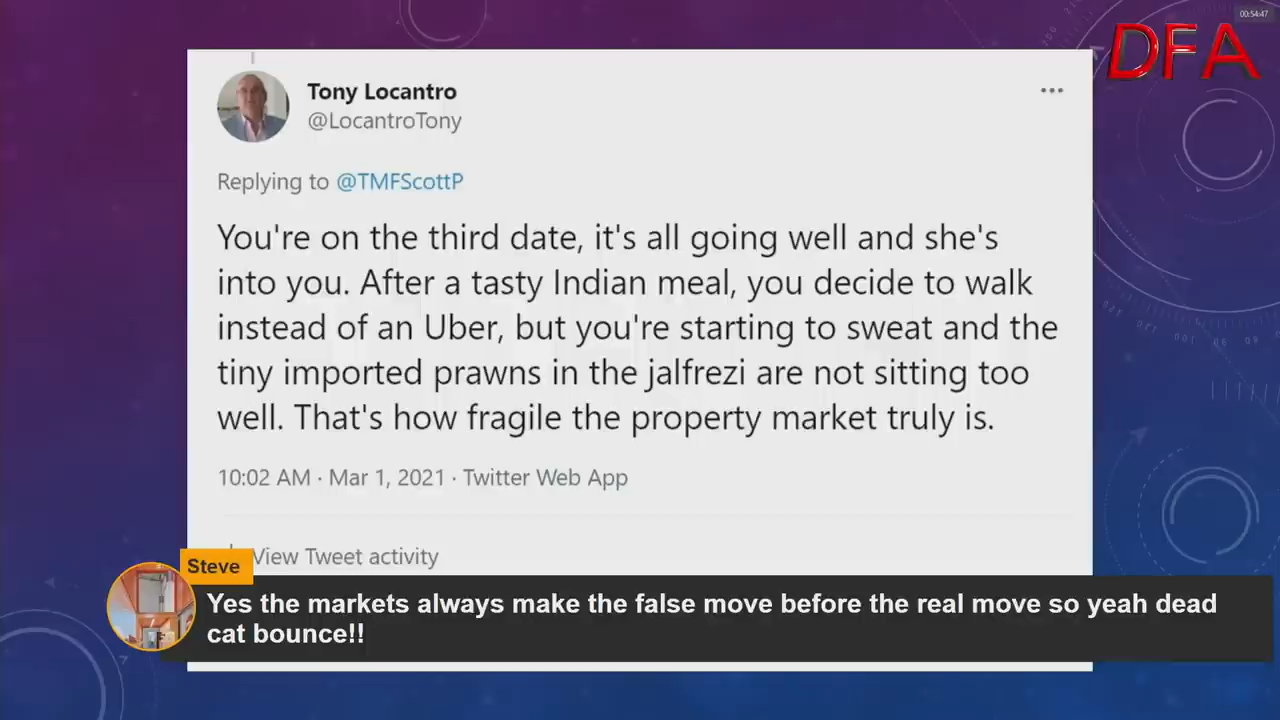 00:54:47
DFA
Tony Locantro
@LocantroTony
Replying to @TMFScottP
You're on the third date, it's all going well and she's
into you. After a tasty Indian meal, you decide to walk
instead of an Uber, but you're starting to sweat and the
tiny imported prawns in the jalfrezi are not sitting too
well. That's how fragile the property market truly is.
10:02 AM · Mar 1, 2021 · Twitter Web App
View Tweet activity
Steve
Yes the markets always make the false move before the real move so yeah dead
cat bounce!!